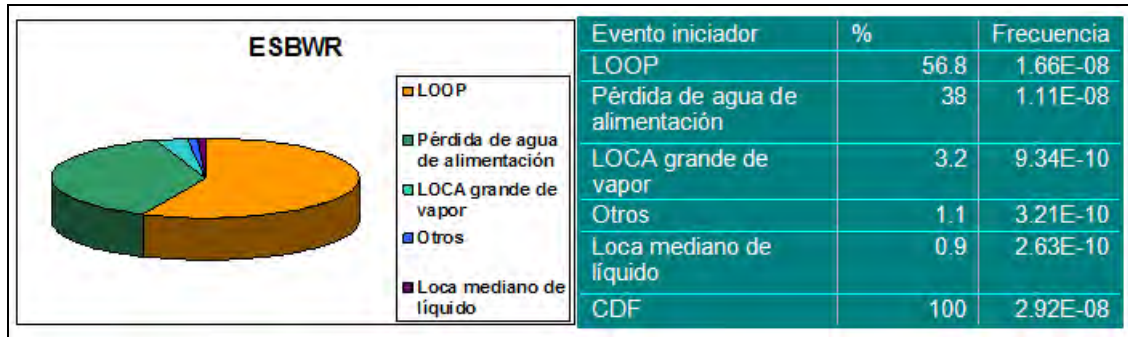 ESBWR
LOOP
Pérdida de agua
de alimentación
LOCA grande de
vapor
Otros
Loca mediano de
líquido
Evento iniciador % Frecuencia
LOOP 56.8 1.66E-08
Pérdida de agua de 38 1.11E-08
alimentación
LOCA grande de 3.2 9.34E-10
vapor
Otros 1.1 3.21E-10
Loca mediano de 0.9 2.63E-10
líquido
CDF 100 2.92E-08